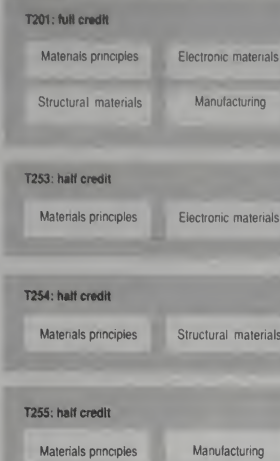 T201: full credit
Materials principles Electronic materials
Structural materials Manufacturing
T253: half credit
Materials principles Electronic materials
T254: half credit
Materials principles Structural materials
T255: half credit
Materials principles Manufacturing